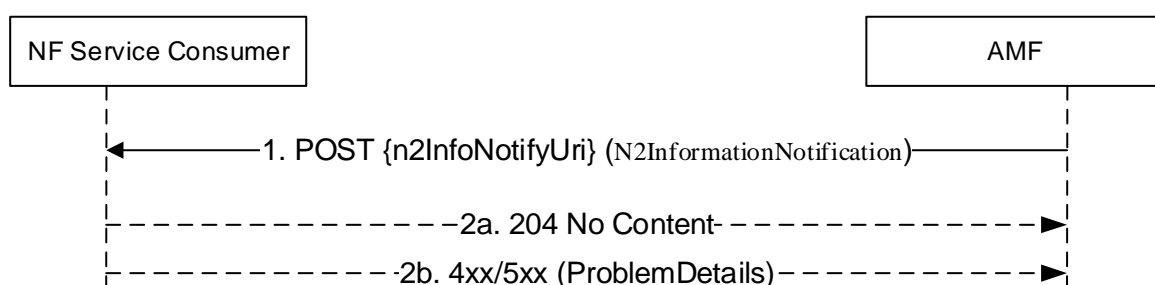 NF Service Consumer
AMF
1. POST {n2InfoNotifyUri} (N2InformationNotification)
2a. 204 No Content
2b. 4xx/5xx (ProblemDetails)